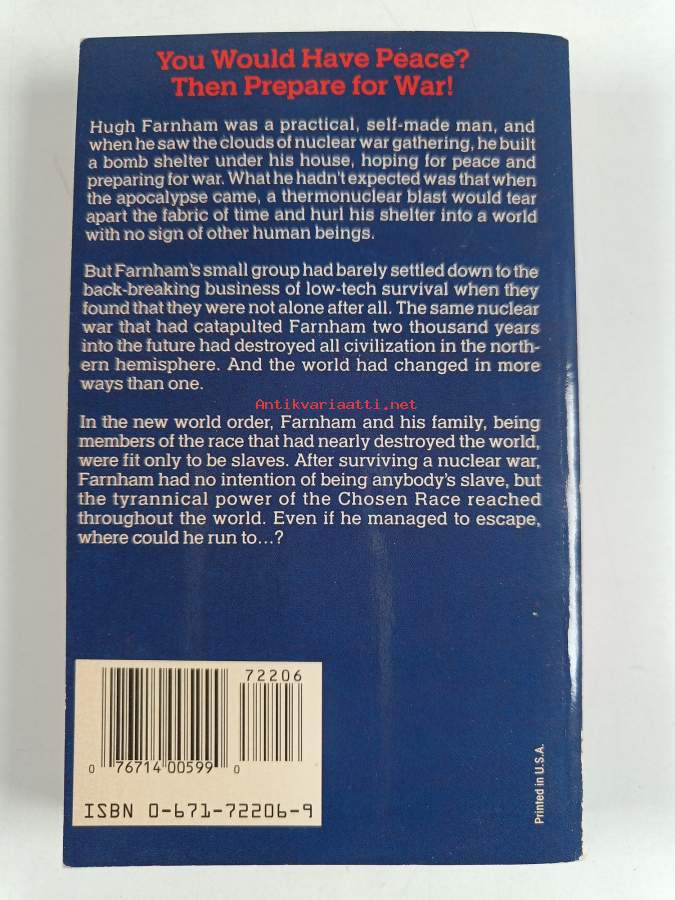 You Would Have Peace?
Then Prepare for War!
Hugh Farnham was a practical, self-made man, and
when he saw the clouds of nuclear war gathering, he built
a bomb shelter under his house, hoping for peace and
preparing for war. What he hadn't expected was that when
the apocalypse came, a thermonuclear blast would tear
apart the fabric of time and hurl his shelter into a world
with no sign of other human beings.
But Farnham's small group had barely settled down to the
back-breaking business of low-tech survival when they
found that they were not alone after all. The same nuclear
war that had catapulted Farnham two thousand years
into the future had destroyed all civilization in the north-
ern hemisphere. And the world had changed in more
ways than one.
Antikvariaatti.net
In the new world order, Farnham and his family, being
members of the race that had nearly destroyed the world,
were fit only to be slaves. After surviving a nuclear war,
Farnham had no intention of being anybody's slave, but
the tyrannical power of the Chosen Race reached
throughout the world. Even if he managed to escape,
where could he run to...?
72206
0 76714 00599 0
ISBN 0-671-72206-9
Printed in U.S.A.